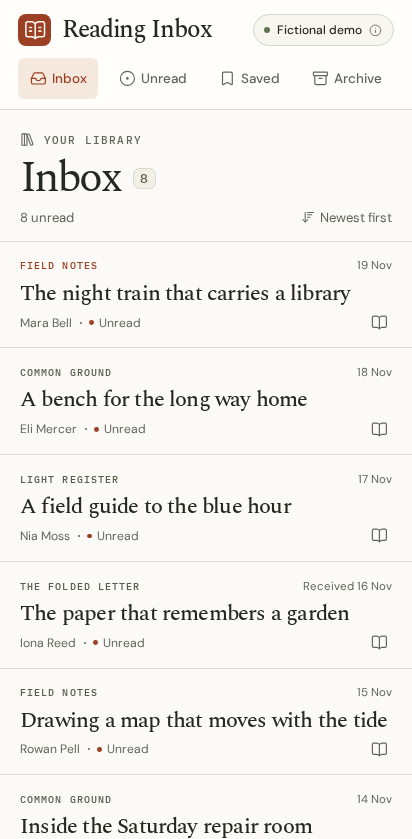 Reading Inbox
Fictional demo
Inbox Unread Saved Archive
YOUR LIBRARY
Inbox 8
8 unread Newest first
FIELD NOTES 19 Nov
The night train that carries a library
Mara Bell · Unread
COMMON GROUND 18 Nov
A bench for the long way home
Eli Mercer · Unread
LIGHT REGISTER 17 Nov
A field guide to the blue hour
Nia Moss · Unread
THE FOLDED LETTER Received 16 Nov
The paper that remembers a garden
Iona Reed · Unread
FIELD NOTES 15 Nov
Drawing a map that moves with the tide
Rowan Pell · Unread
COMMON GROUND 14 Nov
Inside the Saturday repair room